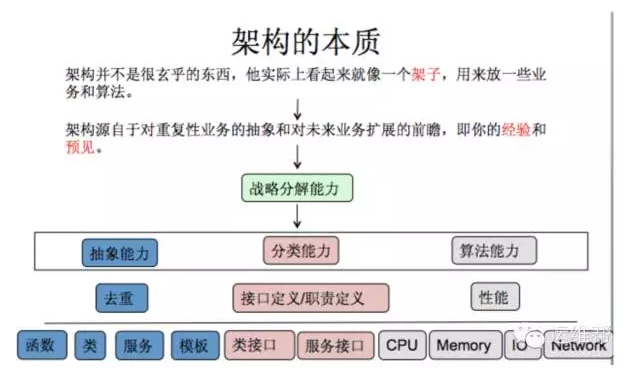 架构的本质
架构并不是很玄乎的东西，他实际上看起来就像一个架子，用来放一些业
务和算法。
架构源自于对重复性业务的抽象和对未来业务扩展的前瞻，即你的经验和
预见。
战略分解能力
抽象能力 分类能力 算法能力
去重 接口定义/职责定义 性能
运维帮
函数 类 服务 模板 类接口 服务接口 CPU Memory IO Network